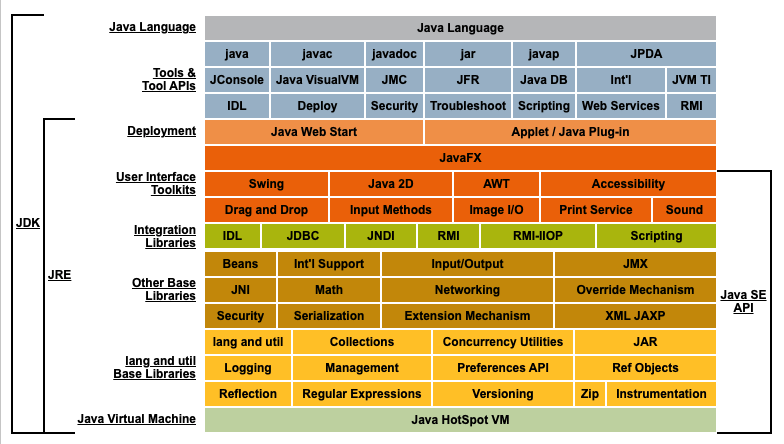 Java Language Java Language
java javac javadoc jar javap JPDA
Tools &
Tool APIs
JConsole Java VisualVM JMC JFR Java DB Int'l JVM TI
IDL Deploy Security Troubleshoot Scripting Web Services RMI
Deployment Java Web Start Applet / Java Plug-in
JavaFX
User Interface
Toolkits
Swing Java 2D AWT Accessibility
Drag and Drop Input Methods Image I/O Print Service Sound
JDK
Integration
Libraries
IDL JDBC JNDI RMI RMI-IIOP Scripting
JRE
Beans Int'l Support Input/Output JMX
Other Base
Libraries
JNI Math Networking Override Mechanism
Security Serialization Extension Mechanism XML JAXP
Java SE
API
lang and util Collections Concurrency Utilities JAR
lang and util
Base Libraries
Logging Management Preferences API Ref Objects
Reflection Regular Expressions Versioning Zip Instrumentation
Java Virtual Machine Java HotSpot VM